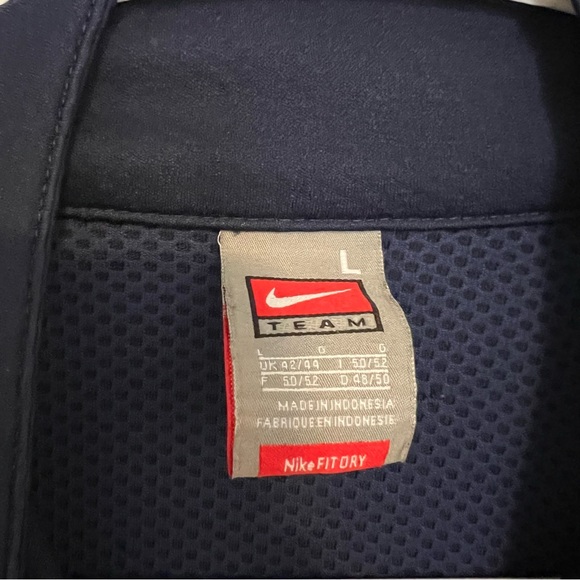 L
TEAM
L G G
UK 42/44 I 50/52
F 50/52 D 48/50
MADE IN INDONESIA
FABRIQUE EN INDONESIE
Nike FIT DRY